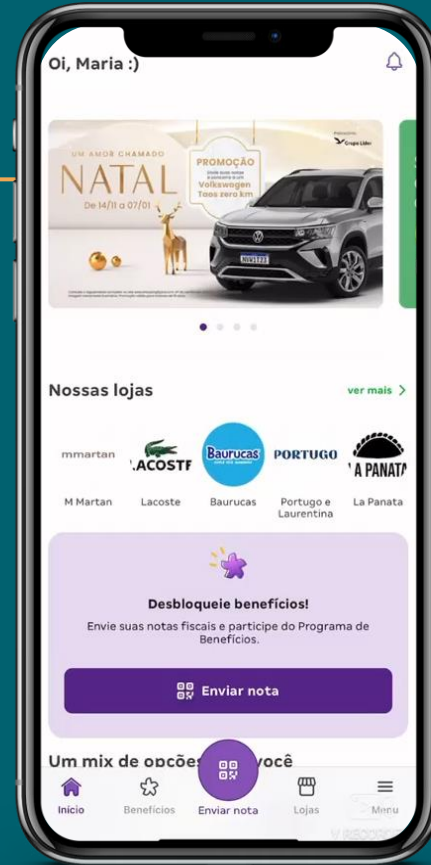 Oi, Maria :)
UM AMOR CHAMADO
NATAL
De 14/11 a 07/01
PROMOÇÃO
Volkswagen
Taos zero km
Grupo Líder
Nossas lojas
ver mais
mmartan
LACOSTE
Baurucas
PORTUGO
LA PANATA
M Martan
Lacoste
Baurucas
Portugo e
Laurentina
La Panata
Desbloqueie benefícios!
Envie suas notas fiscais e participe do Programa de
Benefícios.
Enviar nota
Um mix de opções
você
Início
Benefícios
Enviar nota
Lojas
Menu